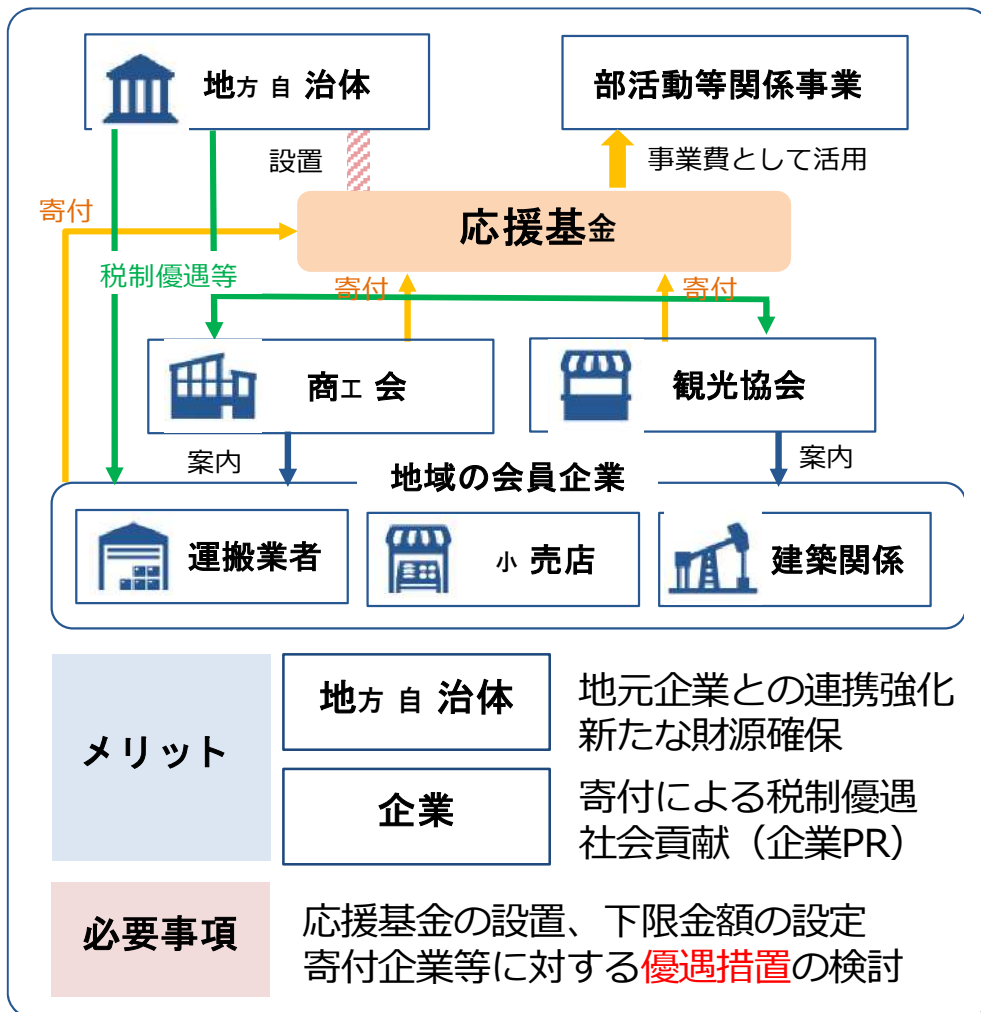 地方自治体
部活動等関係事業
設置
事業費として活用
寄付
応援基金
税制優遇等
寄付
寄付
商工会
観光協会
案内
案内
地域の会員企業
運搬業者
小売店
建築関係
メリット
地方自治体
地元企業との連携強化
新たな財源確保
企業
寄付による税制優遇
社会貢献（企業PR）
必要事項
応援基金の設置、下限金額の設定
寄付企業等に対する優遇措置の検討